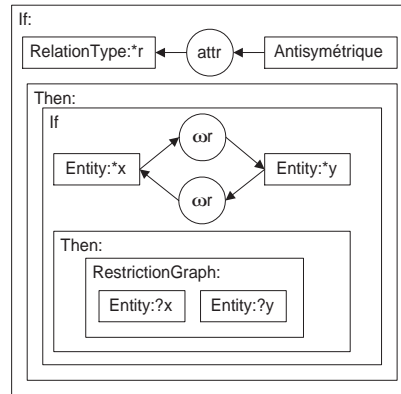 If:
RelationType:*r attr Antisymétrique
Then:
If
ωr
Entity:*x Entity:*y
ωr
Then:
RestrictionGraph:
Entity:?x Entity:?y